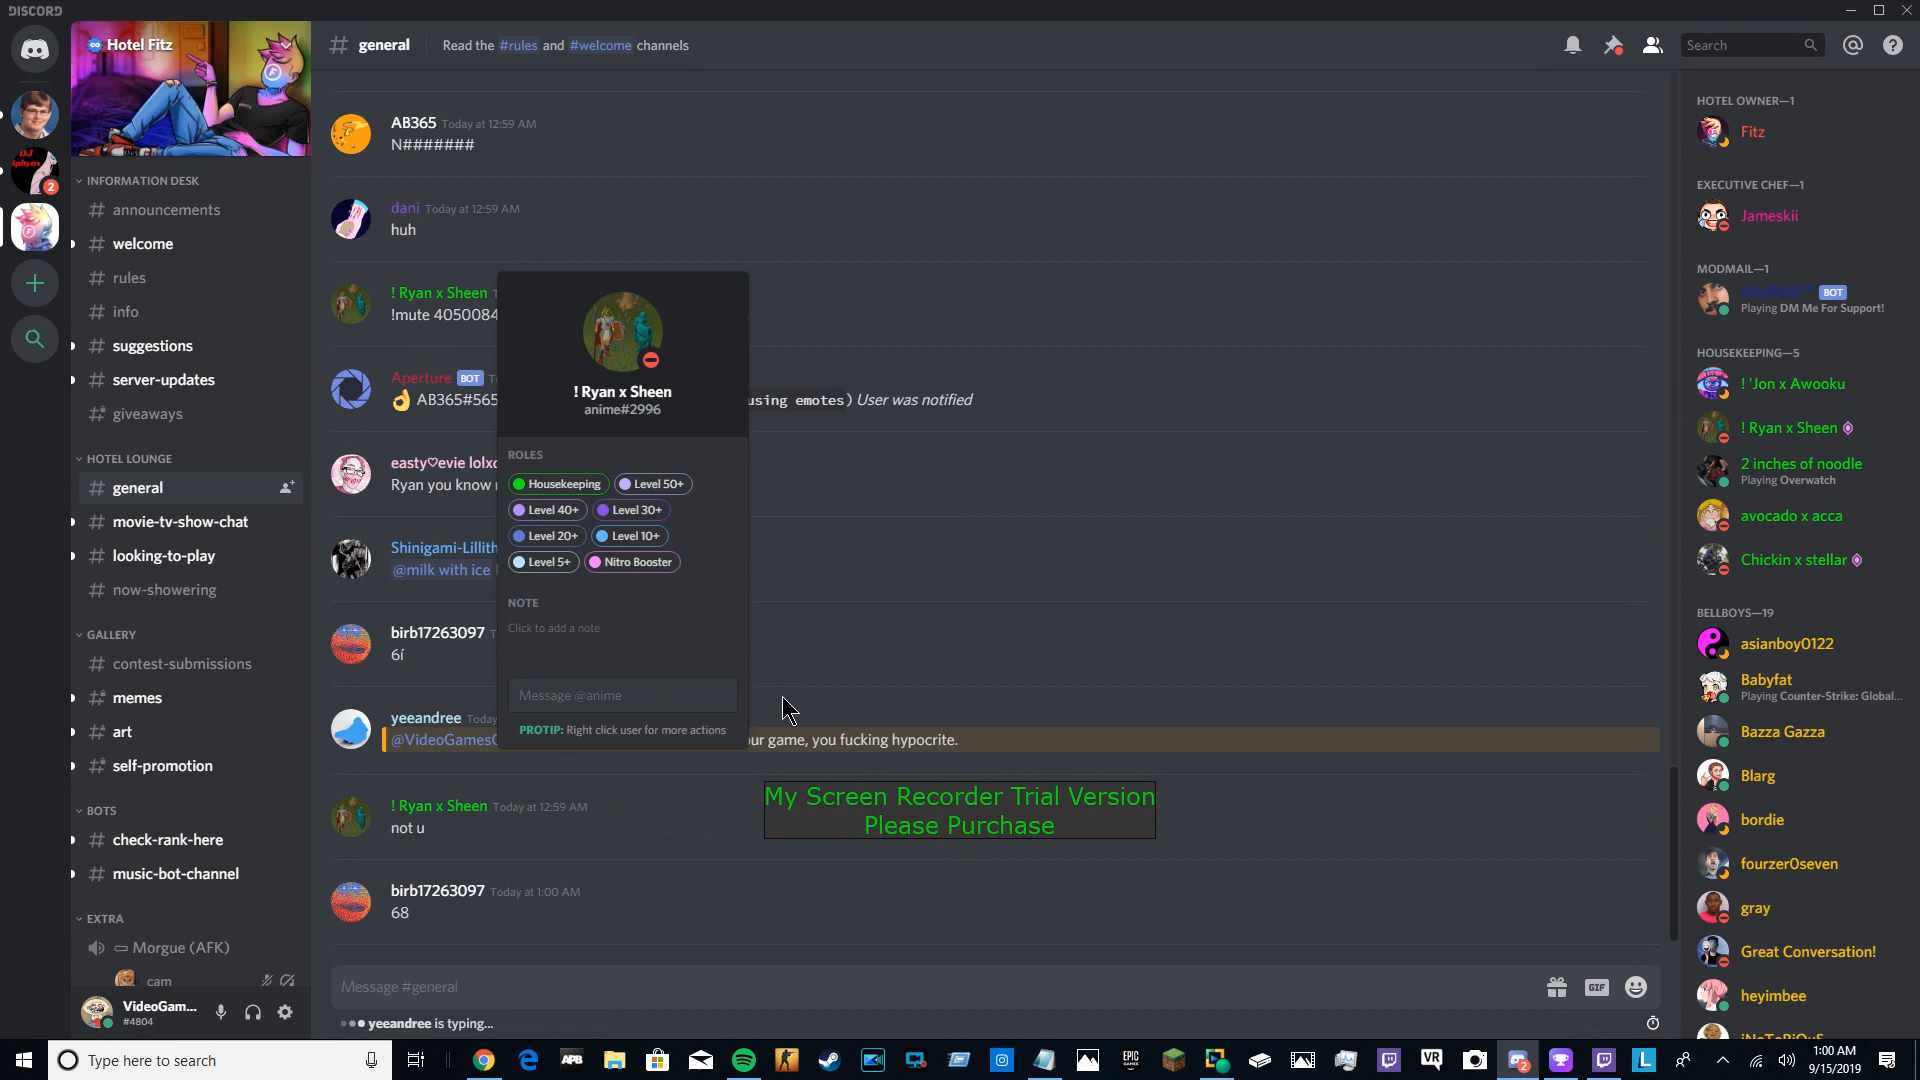 DISCORD
Hotel Fitz
INFORMATION DESK
announcements
welcome
rules
info
suggestions
server-updates
giveaways
HOTEL LOUNGE
general
movie-tv-show-chat
looking-to-play
now-showering
GALLERY
contest-submissions
memes
art
self-promotion
BOTS
check-rank-here
music-bot-channel
EXTRA
Morgue (AFK)
cam
VideoGam...
#4804
general
Read the #rules and #welcome channels
Search
AB365 Today at 12:59 AM
N#######
dani Today at 12:59 AM
huh
! Ryan x Sheen
!mute 4050084
Aperture BOT
AB365#565
using emotes) User was notified
easty♡evie lolxd
Ryan you know
Shinigami-Lillith
@milk with ice
birb17263097
6í
yeeandree Today
@VideoGamesC
our game, you fucking hypocrite.
! Ryan x Sheen Today at 12:59 AM
not u
birb17263097 Today at 1:00 AM
68
Message #general
GIF
yeeandree is typing...
! Ryan x Sheen
anime#2996
ROLES
Housekeeping
Level 50+
Level 40+
Level 30+
Level 20+
Level 10+
Level 5+
Nitro Booster
NOTE
Click to add a note
Message @anime
PROTIP: Right click user for more actions
My Screen Recorder Trial Version
Please Purchase
HOTEL OWNER—1
Fitz
EXECUTIVE CHEF—1
Jameskii
MODMAIL—1
BOT
Playing DM Me For Support!
HOUSEKEEPING—5
! 'Jon x Awooku
! Ryan x Sheen
2 inches of noodle
Playing Overwatch
avocado x acca
Chickin x stellar
BELLBOYS—19
asianboy0122
Babyfat
Playing Counter-Strike: Global...
Bazza Gazza
Blarg
bordie
fourzer0seven
gray
Great Conversation!
heyimbee
Type here to search
APB
EPIC GAMES
VR
L
2
1:00 AM
9/15/2019